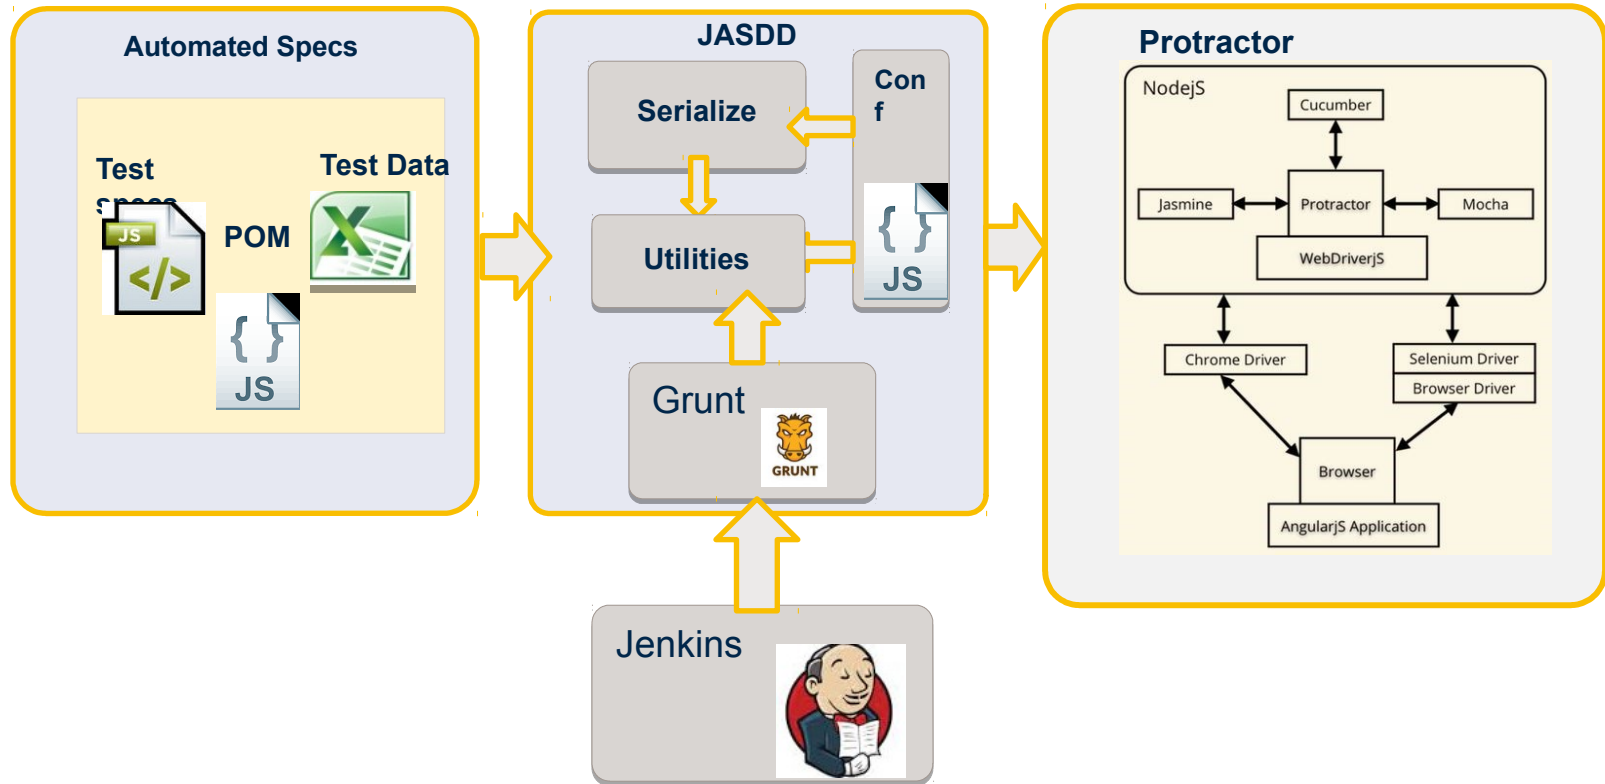 Automated Specs
Test
specs
POM
Test Data
JS
</>
{ }
JS
JASDD
Serialize
Con
f
Utilities
{ }
JS
Grunt
GRUNT
Jenkins
Protractor
NodejS
Cucumber
Jasmine
Protractor
Mocha
WebDriverjS
Chrome Driver
Selenium Driver
Browser Driver
Browser
AngularjS Application